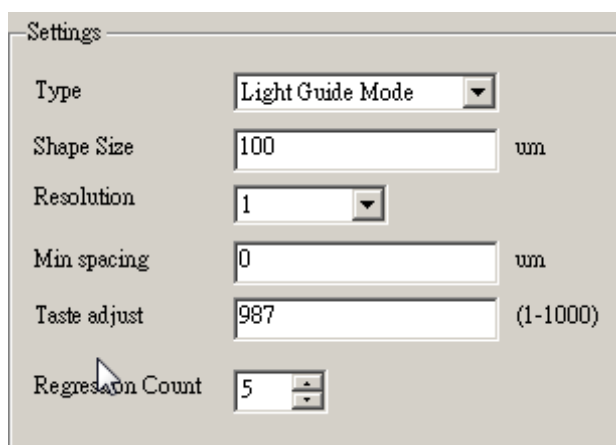 Settings
Type Light Guide Mode
Shape Size 100 um
Resolution 1
Min spacing 0 um
Taste adjust 987 (1-1000)
Regression Count 5